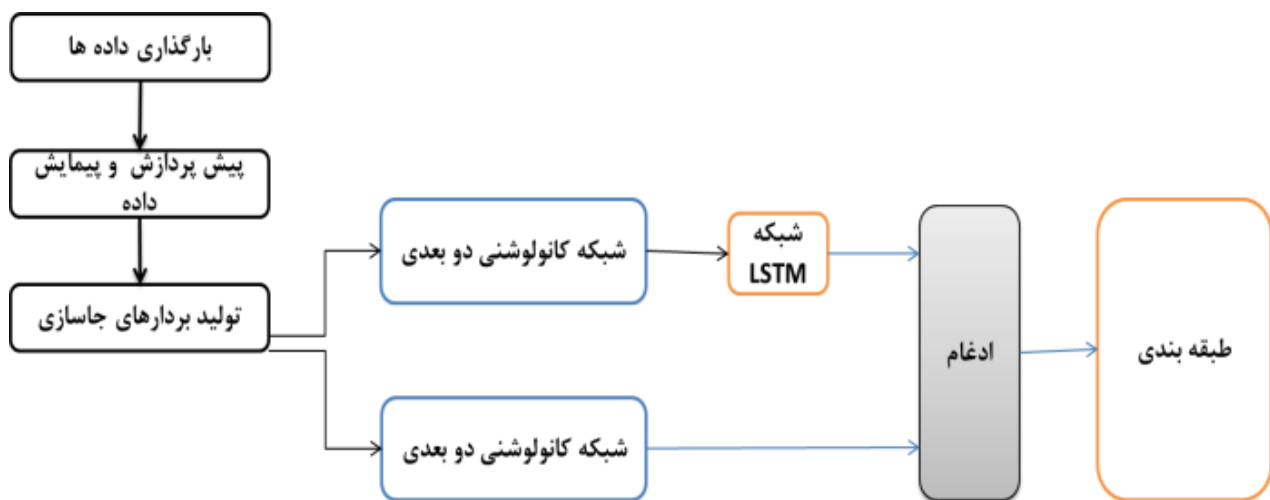 بارگذاری داده ها
پیش پردازش و پیمایش
داده
تولید بردارهای جاسازی
شبکه کانولوشنی دو بعدی
شبکه
LSTM
شبکه کانولوشنی دو بعدی
ادغام
طبقه بندی